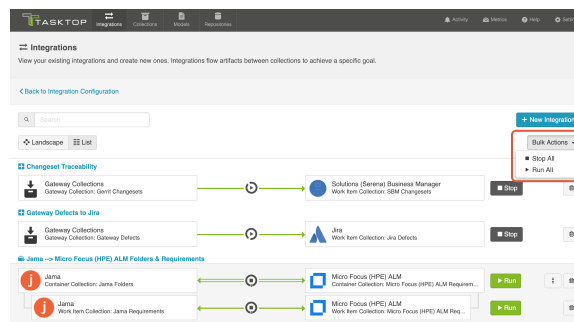 TASKTOP
Integrations
Collections
Models
Repositories
Activity
Metrics
Help
Integrations
View your existing integrations and create new ones. Integrations flow artifacts between collections to achieve a specific goal.
Back to Integration Configuration
Search
+ New Integration
Landscape
List
Bulk Actions
Stop All
Run All
Changeset Traceability
Gateway Collections
Gateway Collection: Gerrit Changesets
Solutions (Serena) Business Manager
Work Item Collection: SBM Changesets
Stop
Gateway Defects to Jira
Gateway Collections
Gateway Collection: Gateway Defects
Jira
Work Item Collection: Jira Defects
Stop
Jama --> Micro Focus (HPE) ALM Folders & Requirements
Jama
Container Collection: Jama Folders
Micro Focus (HPE) ALM
Container Collection: Micro Focus (HPE) ALM Requirem...
Run
Jama
Work Item Collection: Jama Requirements
Micro Focus (HPE) ALM
Work Item Collection: Micro Focus (HPE) ALM Req...
Run